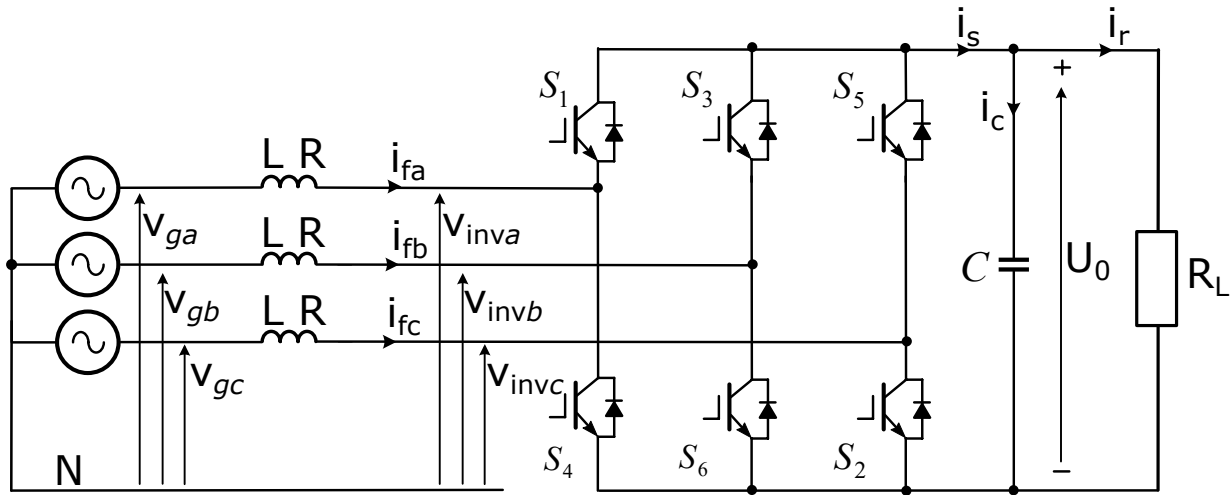 i_s
i_r
S_1
S_3
S_5
i_c
+
L R
i_fa
v_ga
v_inva
L R
i_fb
C
U_0
R_L
v_gb
v_invb
L R
i_fc
v_gc
v_invc
N
S_4
S_6
S_2
−